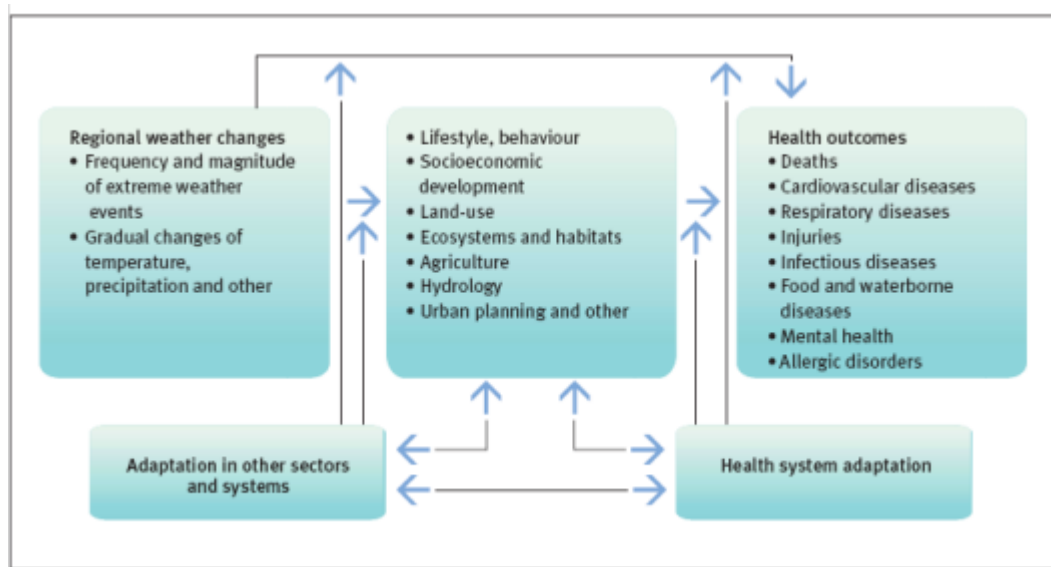 Regional weather changes
• Frequency and magnitude
of extreme weather
events
• Gradual changes of
temperature,
precipitation and other
• Lifestyle, behaviour
• Socioeconomic
development
• Land-use
• Ecosystems and habitats
• Agriculture
• Hydrology
• Urban planning and other
Health outcomes
• Deaths
• Cardiovascular diseases
• Respiratory diseases
• Injuries
• Infectious diseases
• Food and waterborne
diseases
• Mental health
• Allergic disorders
Adaptation in other sectors
and systems
Health system adaptation